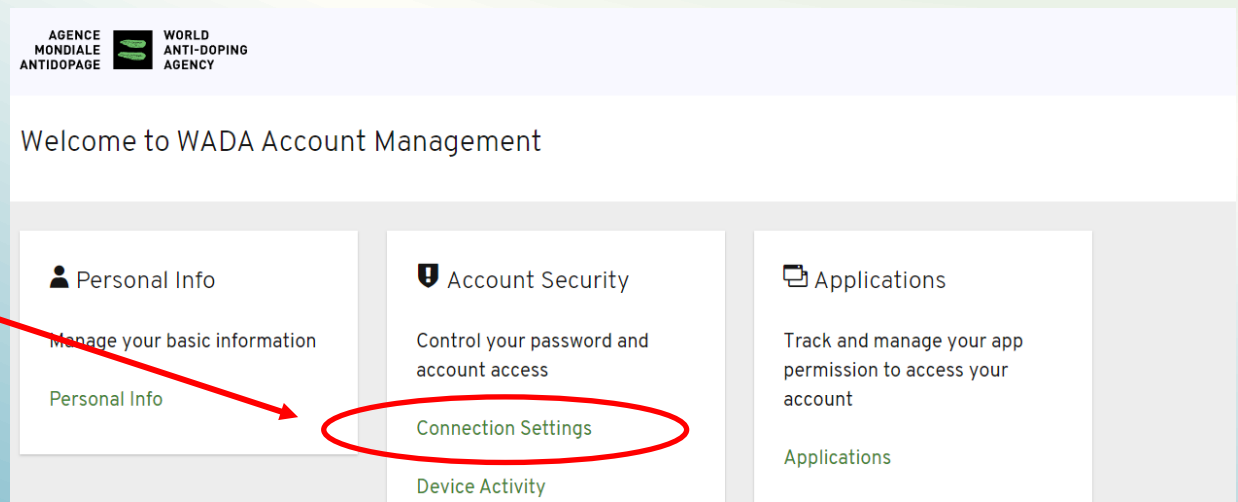 AGENCE
MONDIALE
ANTIDOPAGE
WORLD
ANTI-DOPING
AGENCY
Welcome to WADA Account Management
Personal Info
Manage your basic information
Personal Info
Account Security
Control your password and
account access
Connection Settings
Device Activity
Applications
Track and manage your app
permission to access your
account
Applications